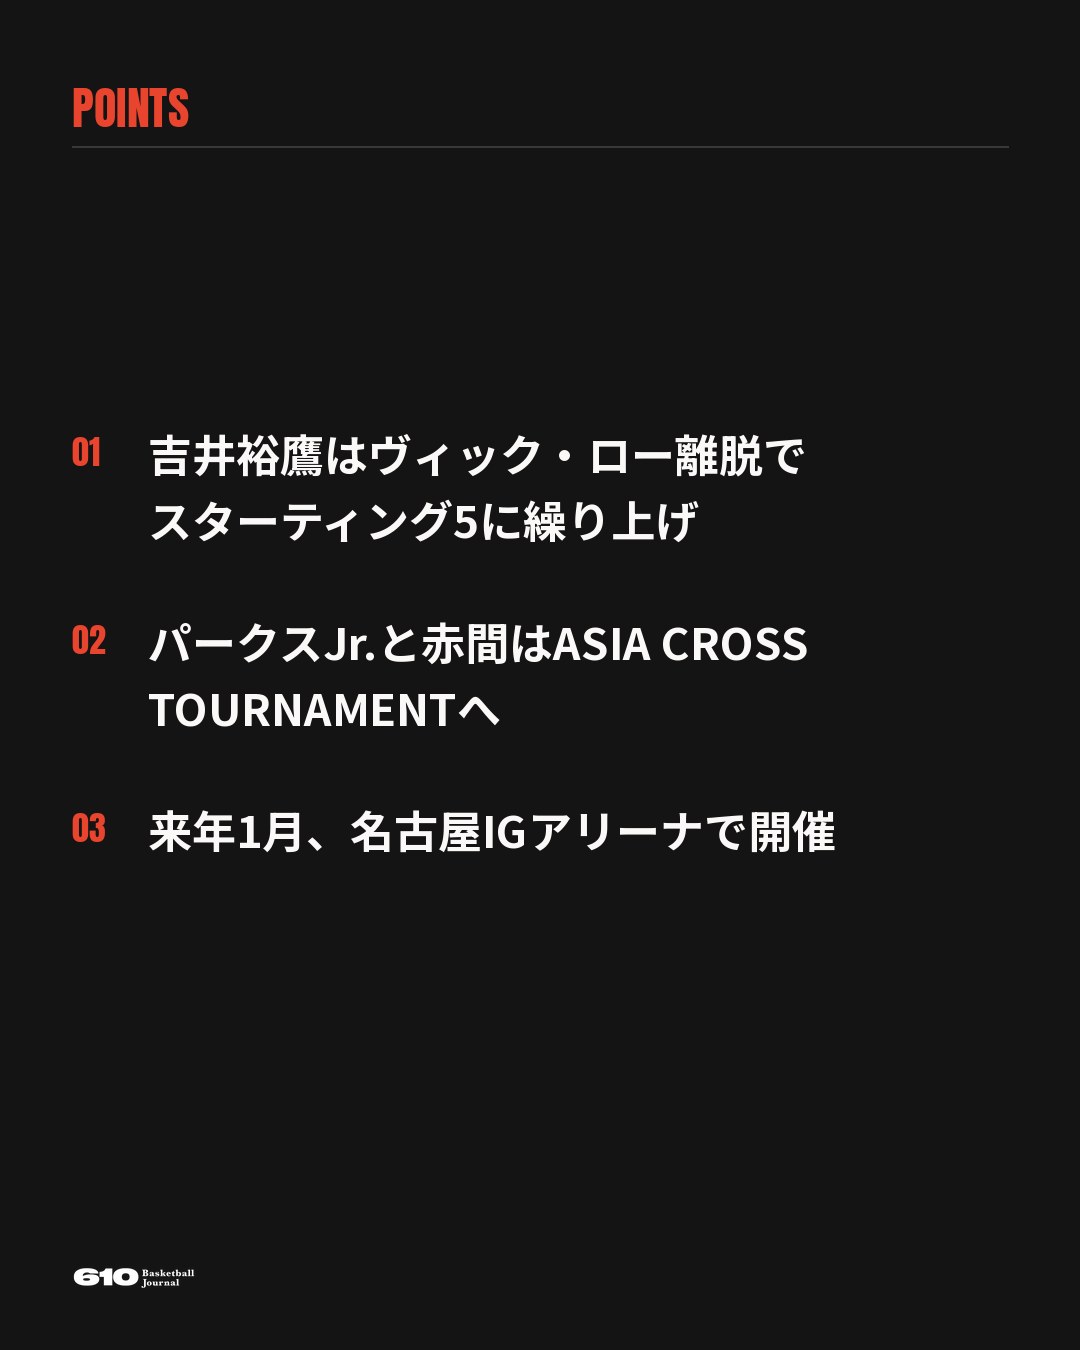 POINTS
01
吉井裕鷹はヴィック・ロー離脱で
スターティング5に繰り上げ
02
パークスJr.と赤間はASIA CROSS
TOURNAMENTへ
03
来年1月、名古屋IGアリーナで開催
610 Basketball
Journal